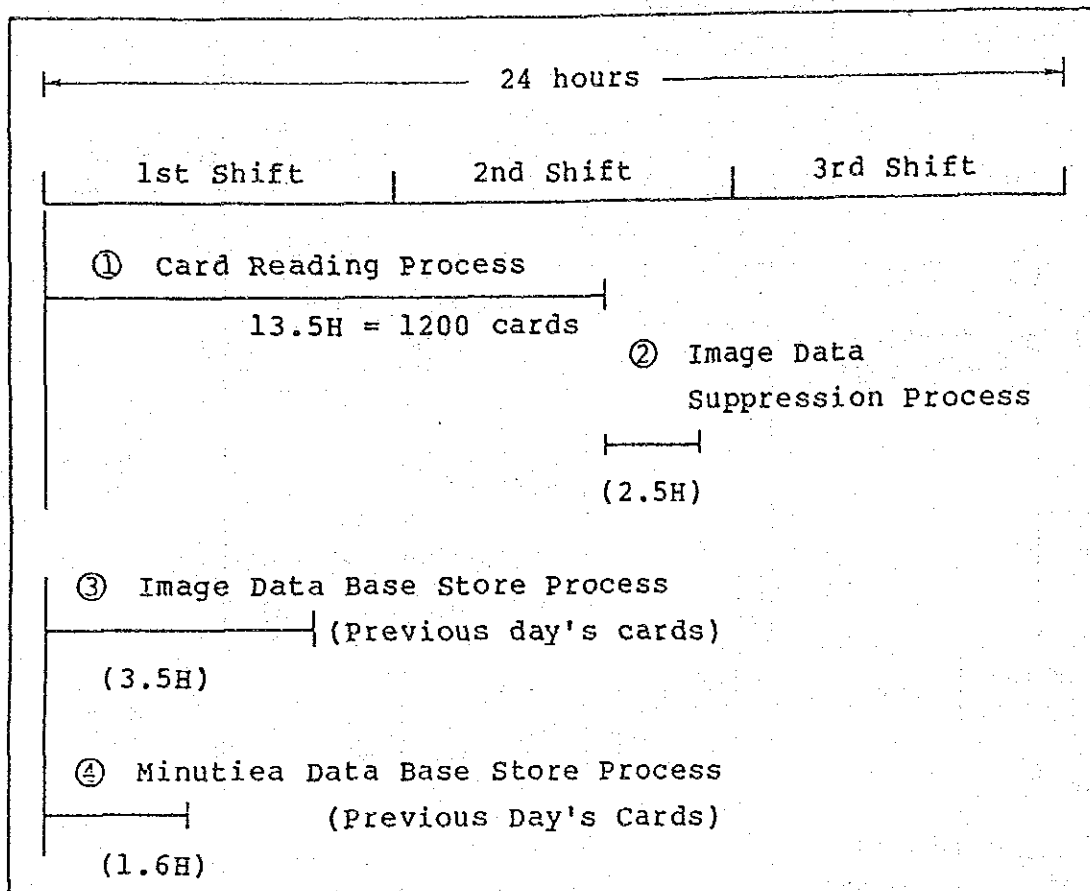 24 hours
1st Shift 2nd Shift 3rd Shift
① Card Reading Process
13.5H = 1200 cards
② Image Data
Suppression Process
(2.5H)
③ Image Data Base Store Process
(Previous day's cards)
(3.5H)
④ Minutiea Data Base Store Process
(Previous Day's Cards)
(1.6H)